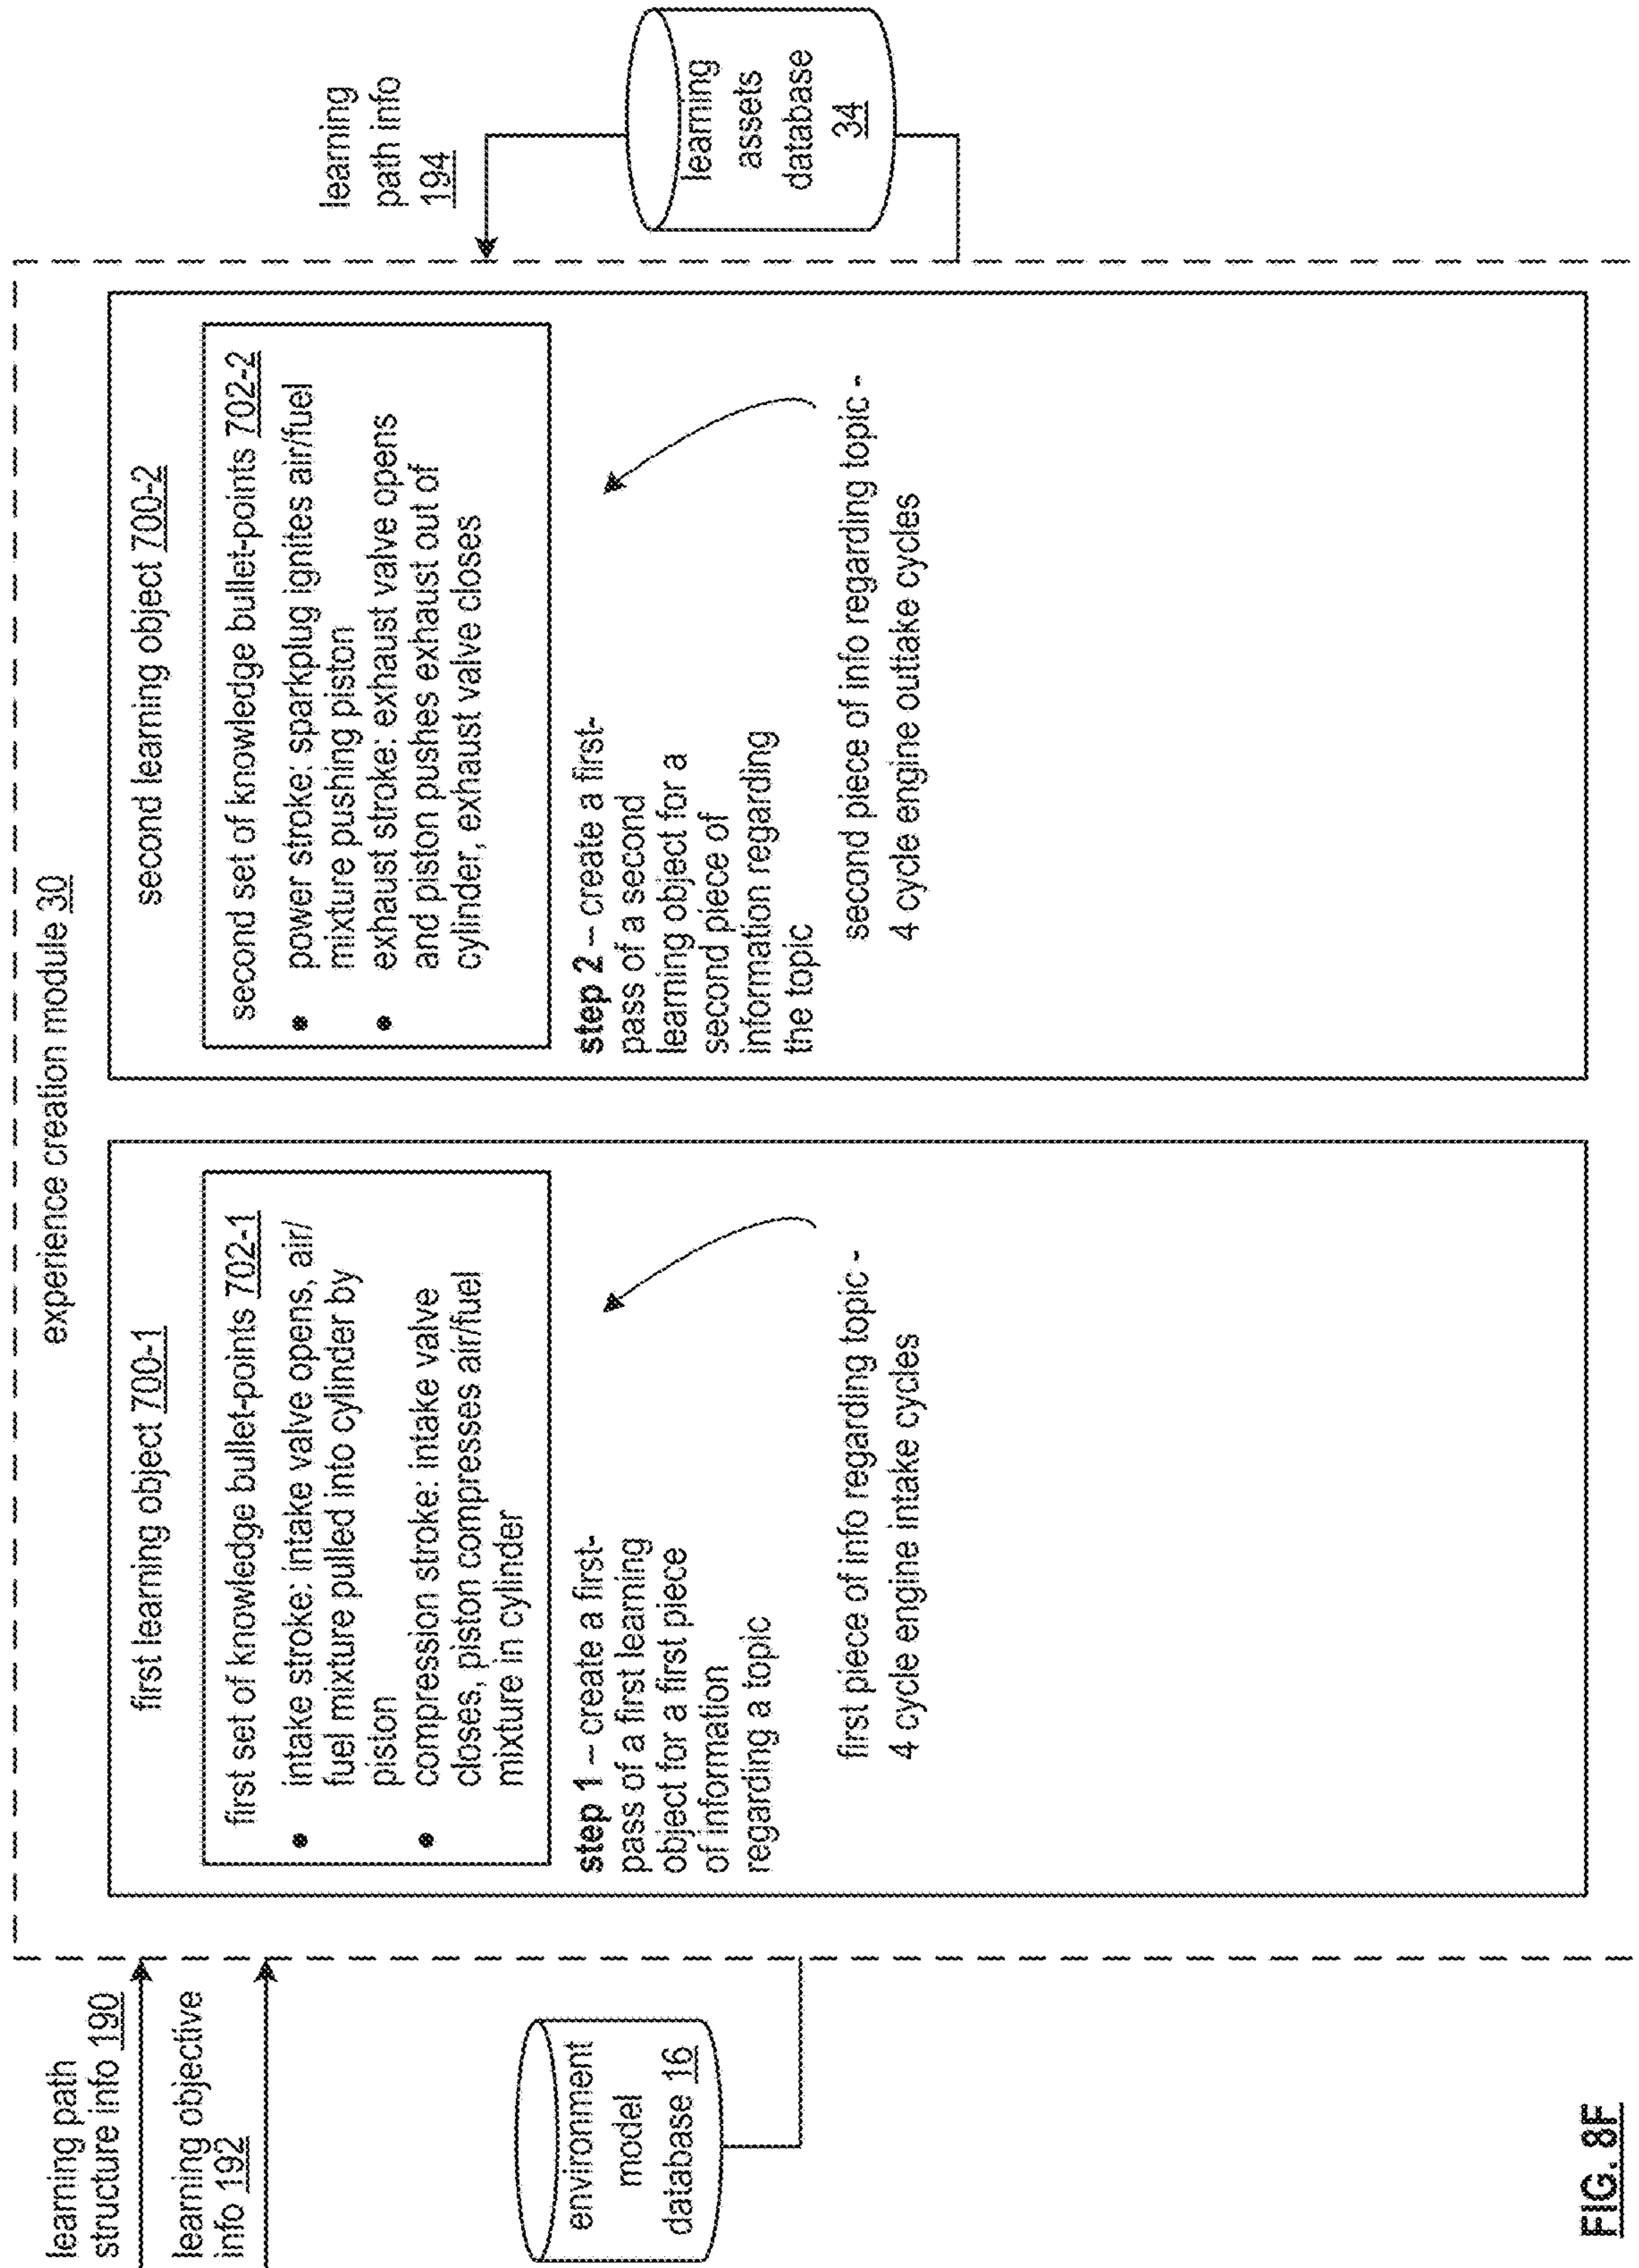 experience creation module 30
learning path
structure info 190
learning objective
info 192
environment
model
database 16
first learning object 700-1
first set of knowledge bullet-points 702-1
• intake stroke: intake valve opens, air/
fuel mixture pulled into cylinder by
piston
• compression stroke: intake valve
closes, piston compresses air/fuel
mixture in cylinder
step 1 – create a first-
pass of a first learning
object for a first piece
of information
regarding a topic
first piece of info regarding topic -
4 cycle engine intake cycles
second learning object 700-2
second set of knowledge bullet-points 702-2
• power stroke: sparkplug ignites air/fuel
mixture pushing piston
• exhaust stroke: exhaust valve opens
and piston pushes exhaust out of
cylinder, exhaust valve closes
step 2 – create a first-
pass of a second
learning object for a
second piece of
information regarding
the topic
second piece of info regarding topic -
4 cycle engine outtake cycles
learning
path info
194
learning
assets
database
34
FIG. 8F